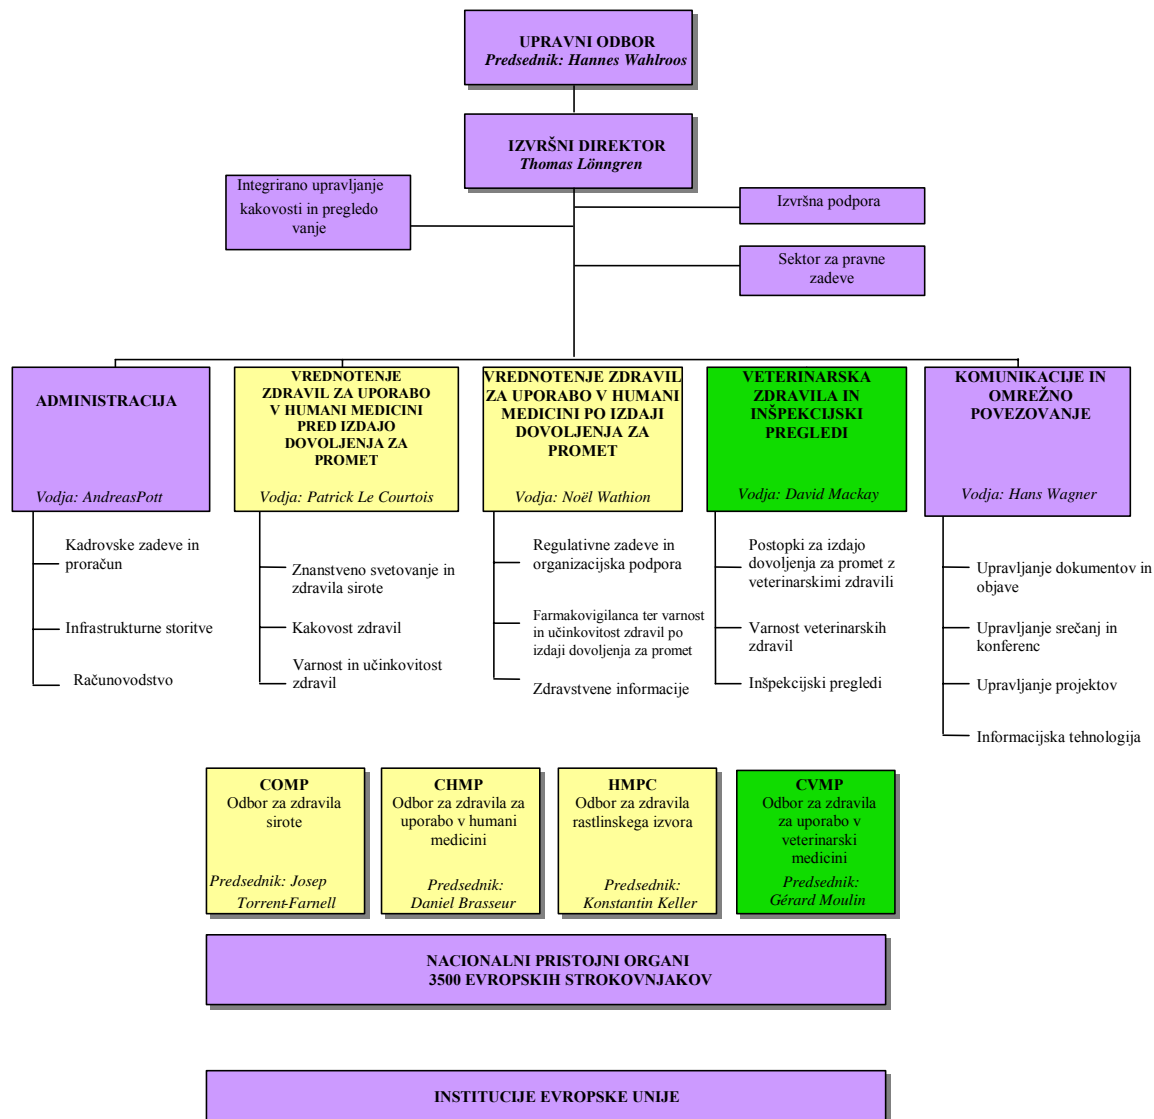 UPRAVNI ODBOR
Predsednik: Hannes Wahlroos
IZVRŠNI DIREKTOR
Thomas Lönngren
Integrirano upravljanje
kakovosti in pregledo
vanje
Izvršna podpora
Sektor za pravne
zadeve
ADMINISTRACIJA
Vodja: AndreasPott
Kadrovske zadeve in
proračun
Infrastrukturne storitve
Računovodstvo
VREDNOTENJE
ZDRAVIL ZA UPORABO
V HUMANI MEDICINI
PRED IZDAJO
DOVOLJENJA ZA
PROMET
Vodja: Patrick Le Courtois
Znanstveno svetovanje in
zdravila sirote
Kakovost zdravil
Varnost in učinkovitost
zdravil
VREDNOTENJE ZDRAVIL
ZA UPORABO V HUMANI
MEDICINI PO IZDAJI
DOVOLJENJA ZA
PROMET
Vodja: Noël Wathion
Regulativne zadeve in
organizacijska podpora
Farmakovigilanca ter varnost
in učinkovitost zdravil po
izdaji dovoljenja za promet
Zdravstvene informacije
VETERINARSKA
ZDRAVILA IN
INŠPEKCIJSKI
PREGLEDI
Vodja: David Mackay
Postopki za izdajo
dovoljenja za promet z
veterinarskimi zdravili
Varnost veterinarskih
zdravil
Inšpekcijski pregledi
KOMUNIKACIJE IN
OMREŽNO
POVEZOVANJE
Vodja: Hans Wagner
Upravljanje dokumentov in
objave
Upravljanje srečanj in
konferenc
Upravljanje projektov
Informacijska tehnologija
COMP
Odbor za zdravila
sirote
Predsednik: Josep
Torrent-Farnell
CHMP
Odbor za zdravila za
uporabo v humani
medicini
Predsednik:
Daniel Brasseur
HMPC
Odbor za zdravila
rastlinskega izvora
Predsednik:
Konstantin Keller
CVMP
Odbor za zdravila
za uporabo v
veterinarski
medicini
Predsednik:
Gérard Moulin
NACIONALNI PRISTOJNI ORGANI
3500 EVROPSKIH STROKOVNJAKOV
INSTITUCIJE EVROPSKE UNIJE